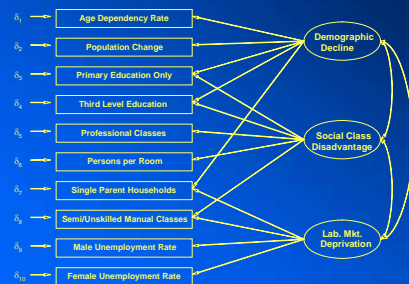 δ1 Age Dependency Rate
δ2 Population Change
δ3 Primary Education Only
δ4 Third Level Education
δ5 Professional Classes
δ6 Persons per Room
δ7 Single Parent Households
δ8 Semi/Unskilled Manual Classes
δ9 Male Unemployment Rate
δ10 Female Unemployment Rate
Demographic
Decline
Social Class
Disadvantage
Lab. Mkt.
Deprivation